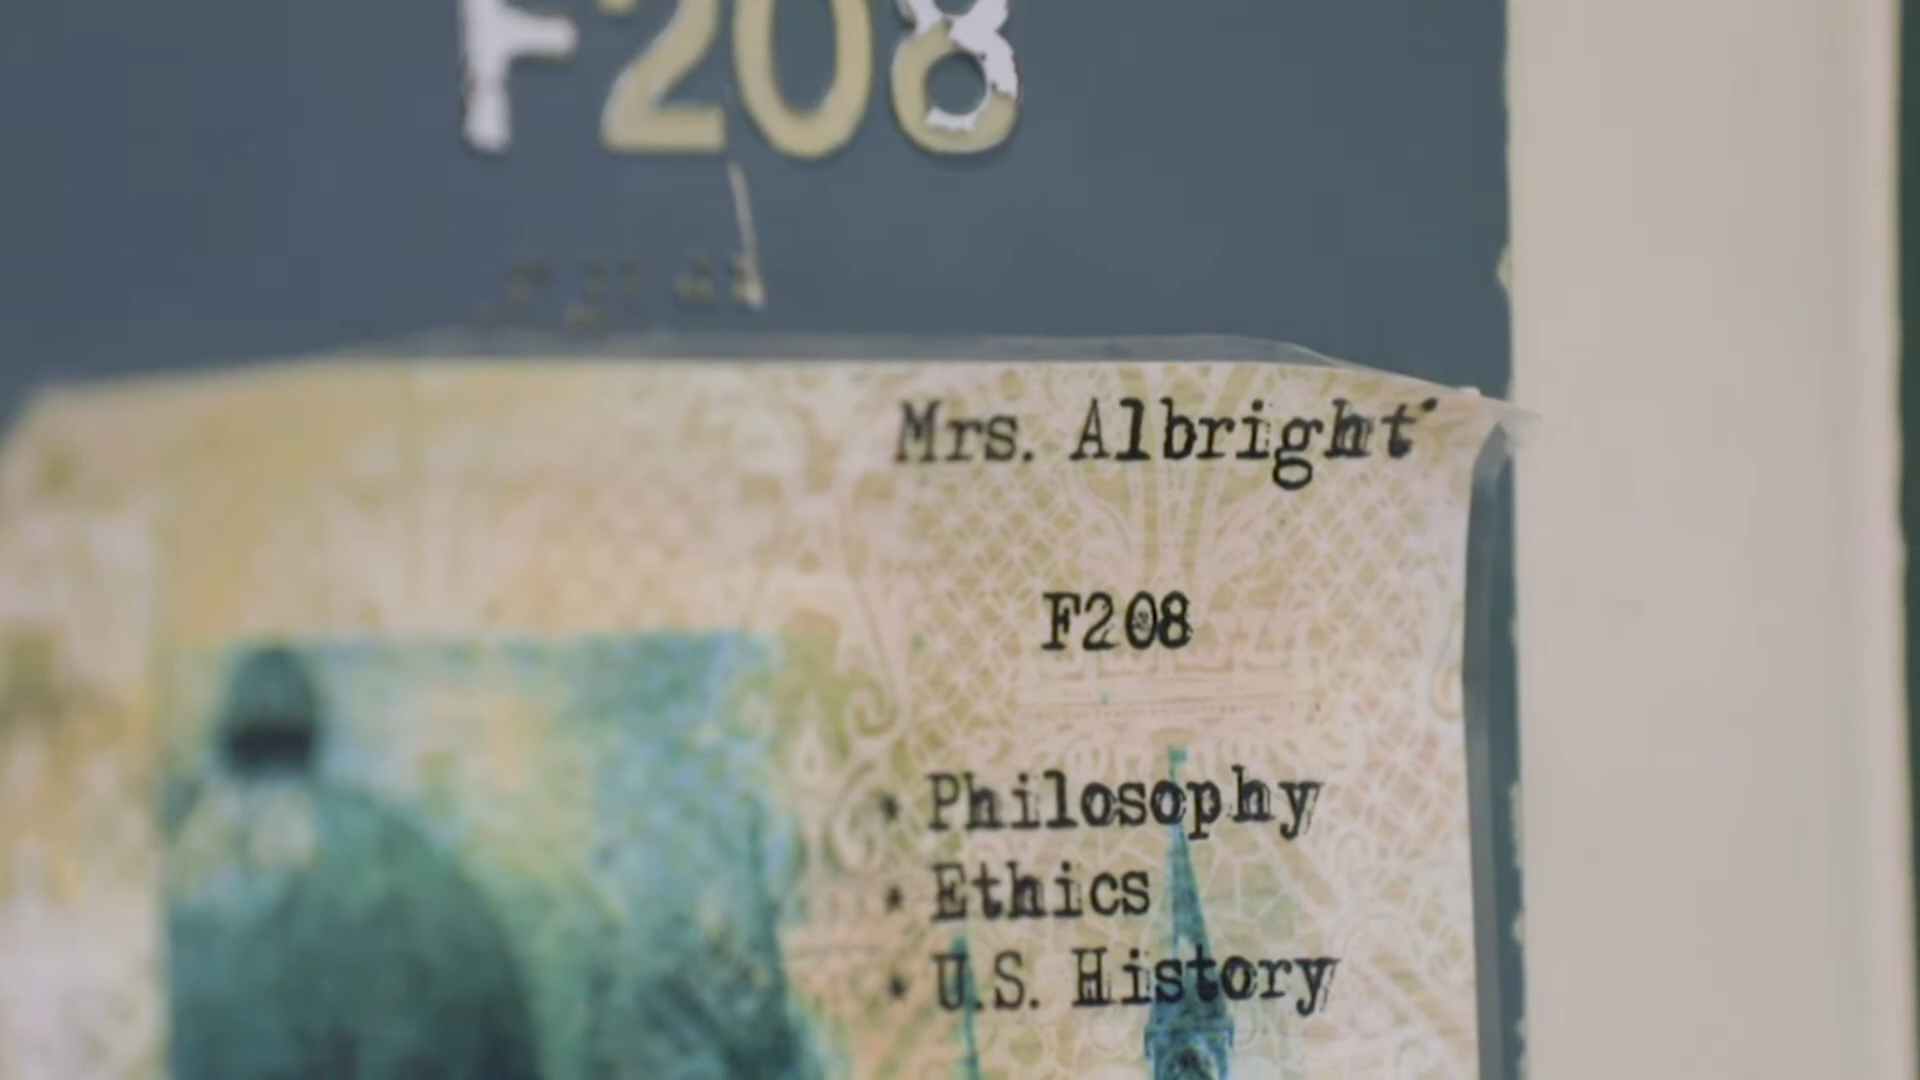 F208
Mrs. Albright
F208
• Philosophy
• Ethics
• U.S. History